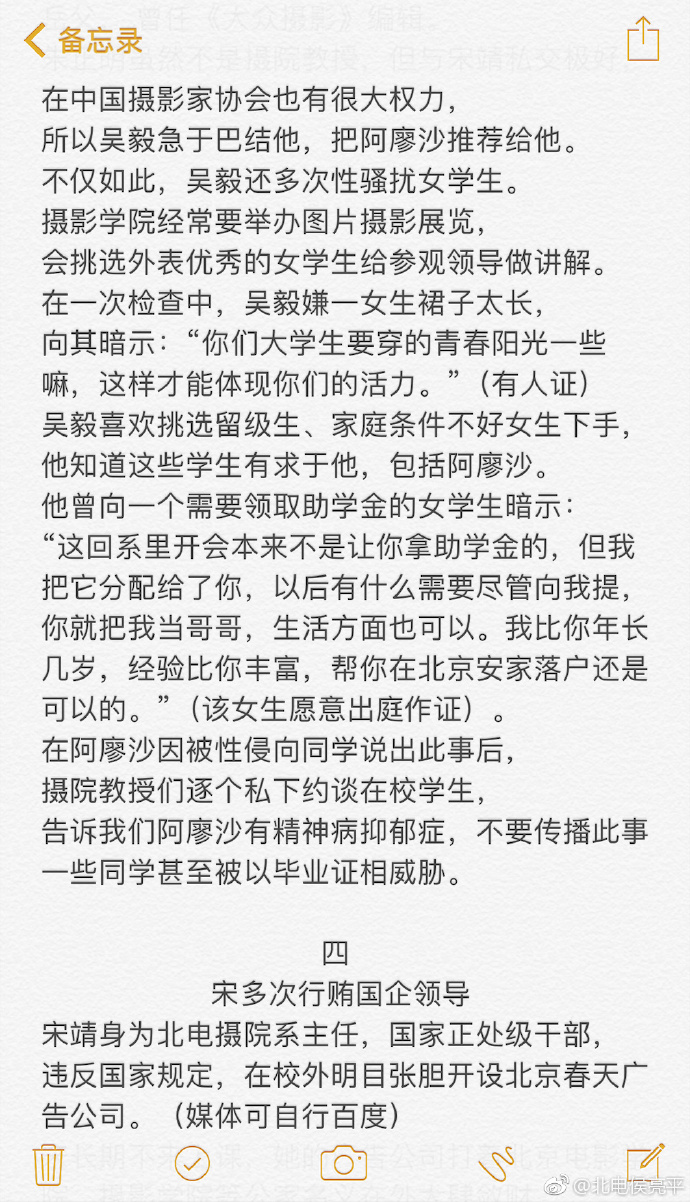 备忘录
在中国摄影家协会也有很大权力，
所以吴毅急于巴结他，把阿廖沙推荐给他。
不仅如此，吴毅还多次性骚扰女学生。
摄影学院经常要举办图片摄影展览，
会挑选外表优秀的女学生给参观领导做讲解。
在一次检查中，吴毅嫌一女生裙子太长，
向其暗示：“你们大学生要穿的青春阳光一些
嘛，这样才能体现你们的活力。”（有人证）
吴毅喜欢挑选留级生、家庭条件不好女生下手，
他知道这些学生有求于他，包括阿廖沙。
他曾向一个需要领取助学金的女学生暗示：
“这回系里开会本来不是让你拿助学金的，但我
把它分配给了你，以后有什么需要尽管向我提，
你就把我当哥哥，生活方面也可以。我比你年长
几岁，经验比你丰富，帮你在北京安家落户还是
可以的。”（该女生愿意出庭作证）。
在阿廖沙因被性侵向同学说出此事后，
摄院教授们逐个私下约谈在校学生，
告诉我们阿廖沙有精神病抑郁症，不要传播此事
一些同学甚至被以毕业证相威胁。
四
宋多次行贿国企领导
宋靖身为北电摄院系主任，国家正处级干部，
违反国家规定，在校外明目张胆开设北京春天广
告公司。（媒体可自行百度）
@北电侯亮平